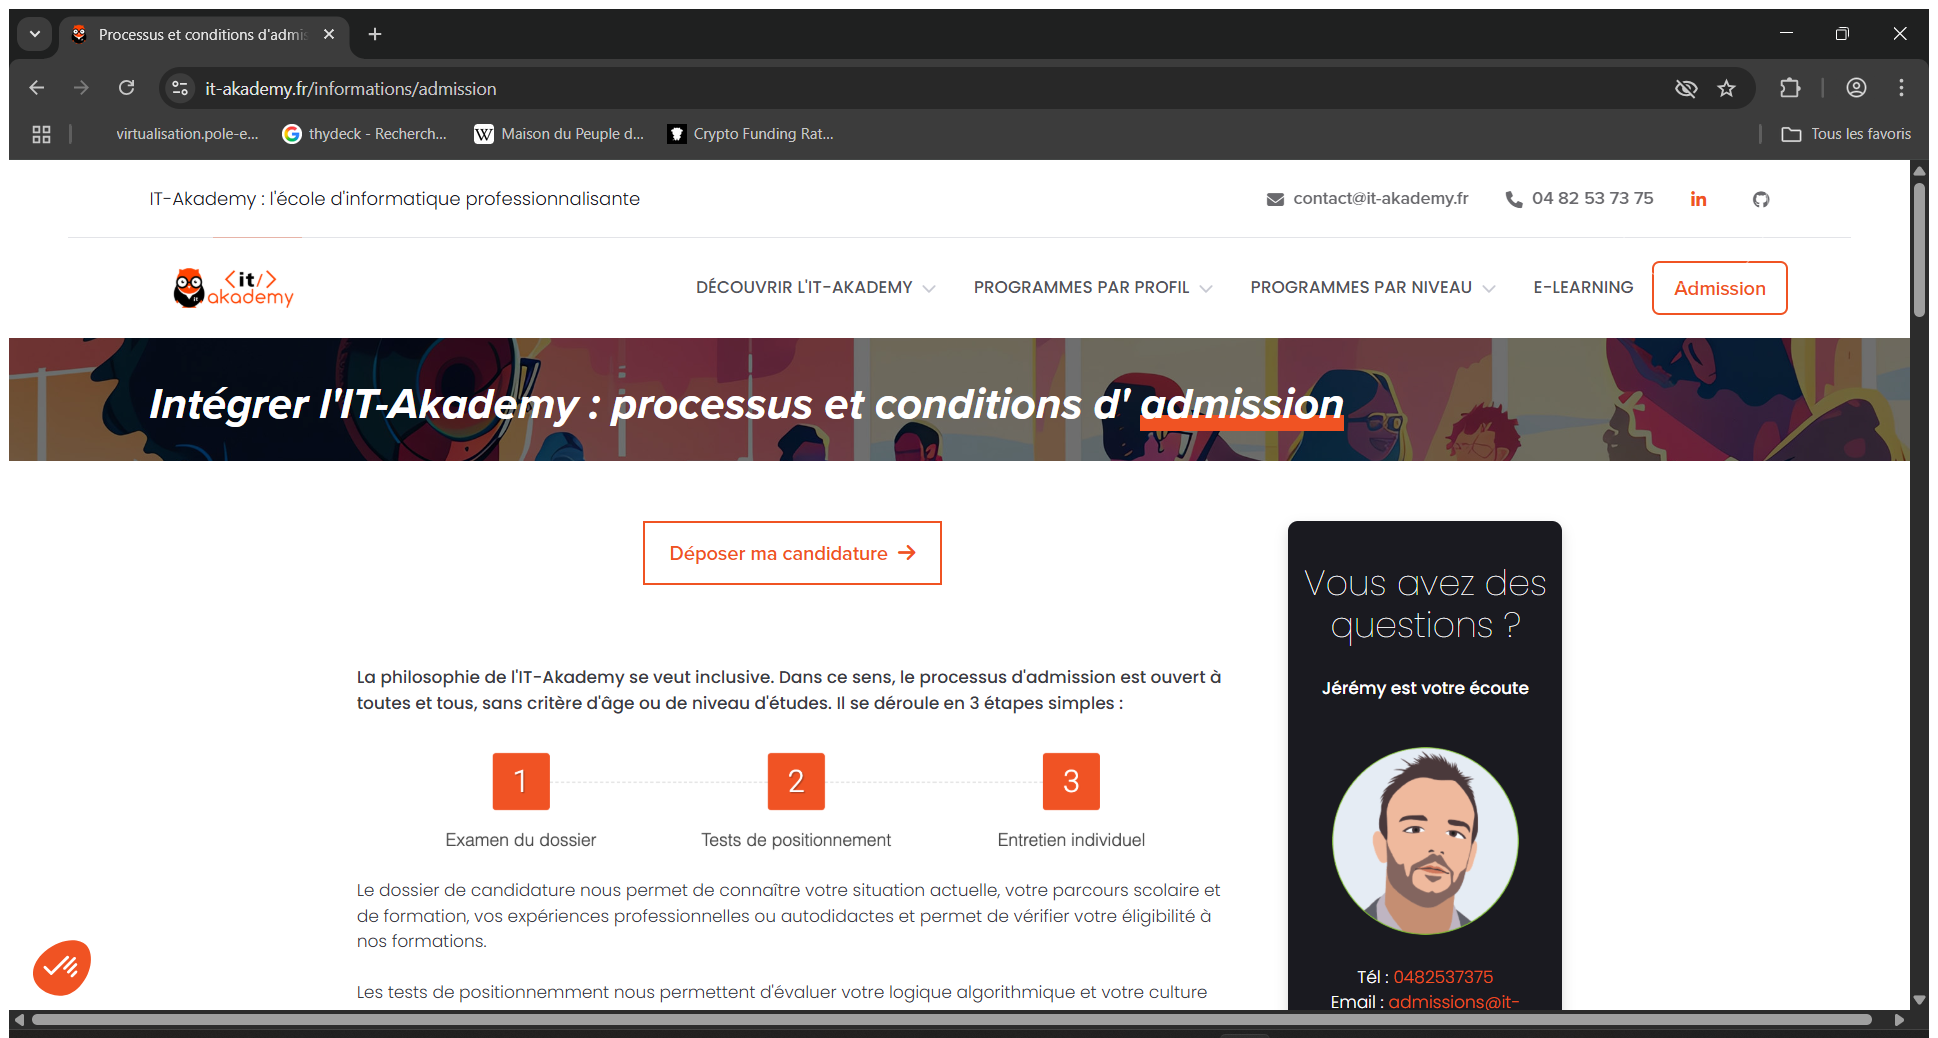 Processus et conditions d'admis
it-akademy.fr/informations/admission
virtualisation.pole-e...
thydeck - Recherch...
W
Maison du Peuple d...
Crypto Funding Rat...
Tous les favoris
IT-Akademy : l'école d'informatique professionnalisante
contact@it-akademy.fr
04 82 53 73 75
in
<it/>
akademy
DÉCOUVRIR L'IT-AKADEMY
PROGRAMMES PAR PROFIL
PROGRAMMES PAR NIVEAU
E-LEARNING
Admission
Intégrer l'IT-Akademy : processus et conditions d' admission
Déposer ma candidature →
La philosophie de l'IT-Akademy se veut inclusive. Dans ce sens, le processus d'admission est ouvert à
toutes et tous, sans critère d'âge ou de niveau d'études. Il se déroule en 3 étapes simples :
1
2
3
Examen du dossier
Tests de positionnement
Entretien individuel
Le dossier de candidature nous permet de connaître votre situation actuelle, votre parcours scolaire et
de formation, vos expériences professionnelles ou autodidactes et permet de vérifier votre éligibilité à
nos formations.
Les tests de positionnemment nous permettent d'évaluer votre logique algorithmique et votre culture
Vous avez des
questions ?
Jérémy est votre écoute
Tél : 0482537375
Email : admissions@it-